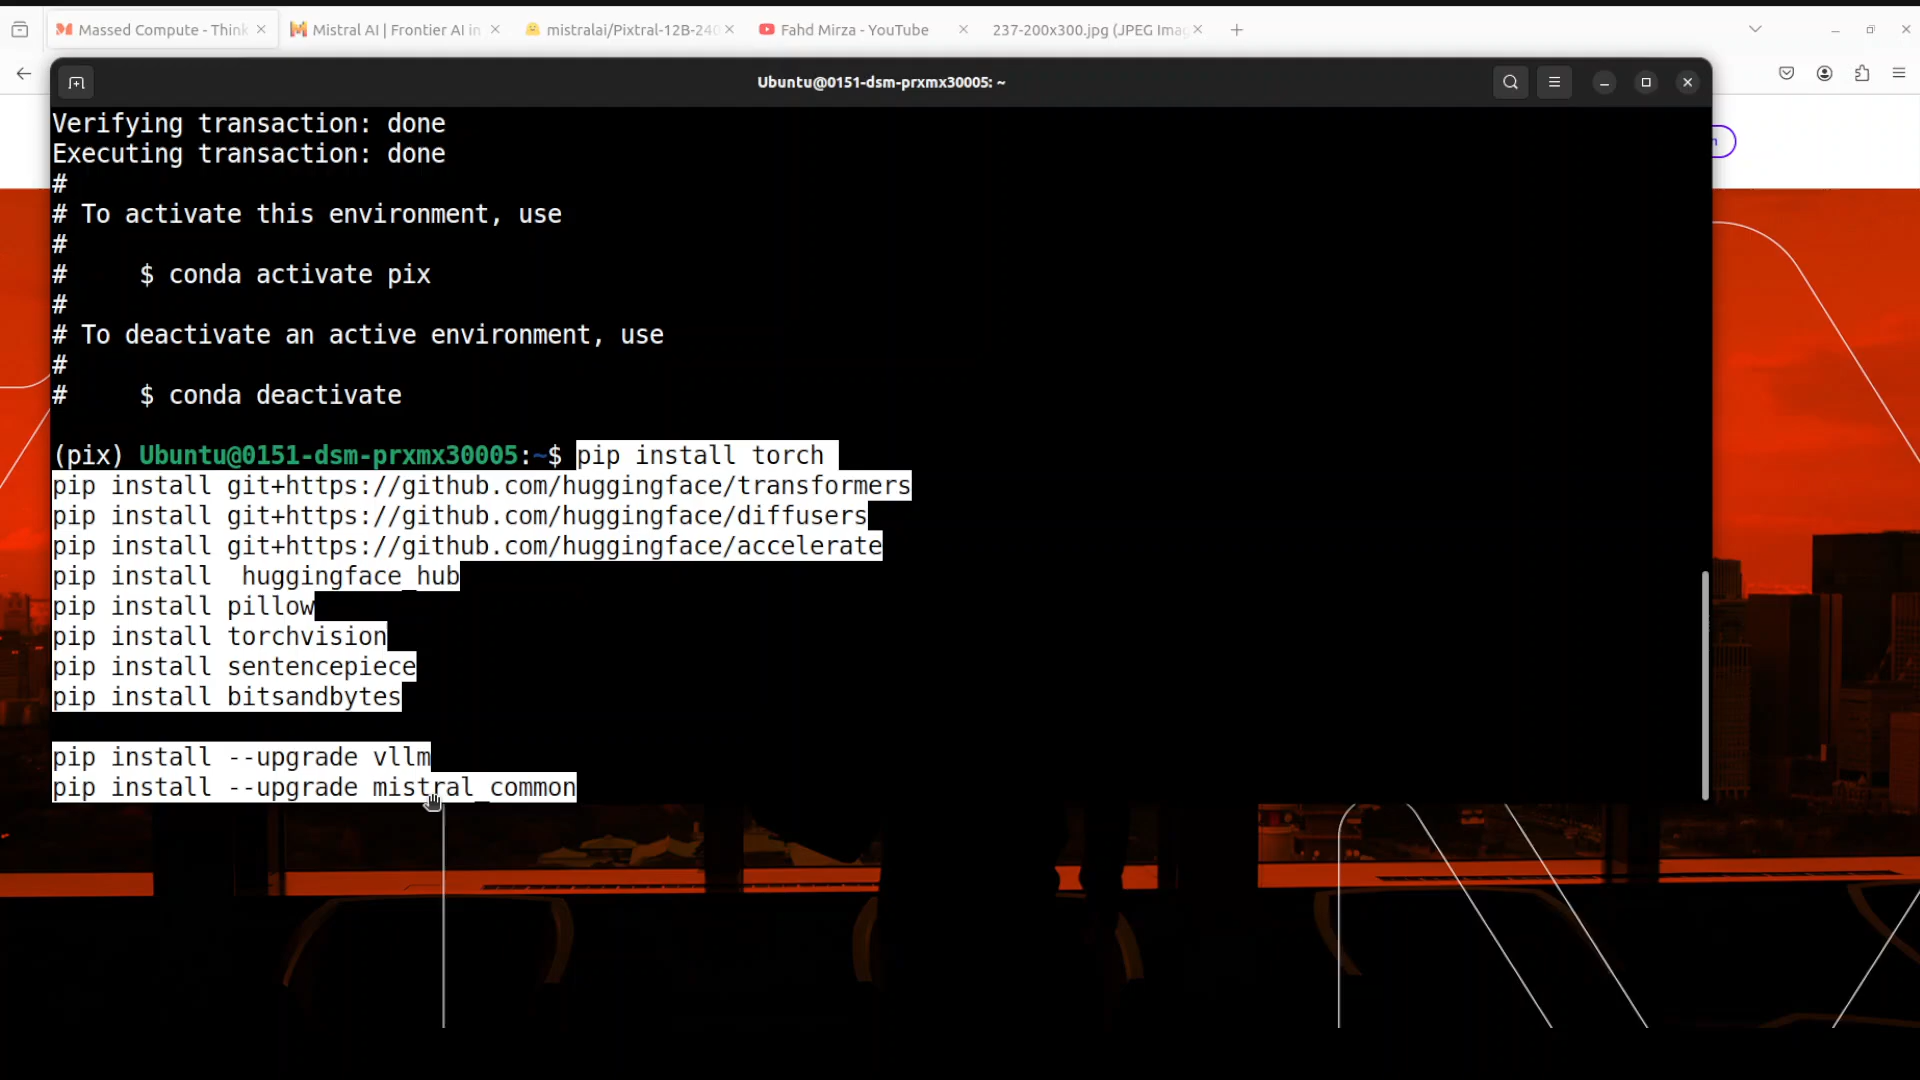 Massed Compute - Think
Mistral AI | Frontier AI in
mistralai/Pixtral-12B-240
Fahd Mirza - YouTube
237-200x300.jpg (JPEG Imag
Ubuntu@0151-dsm-prxmx30005: ~
Verifying transaction: done
Executing transaction: done
#
# To activate this environment, use
#
#     $ conda activate pix
#
# To deactivate an active environment, use
#
#     $ conda deactivate
(pix) Ubuntu@0151-dsm-prxmx30005:~$ pip install torch
pip install git+https://github.com/huggingface/transformers
pip install git+https://github.com/huggingface/diffusers
pip install git+https://github.com/huggingface/accelerate
pip install  huggingface_hub
pip install pillow
pip install torchvision
pip install sentencepiece
pip install bitsandbytes
pip install --upgrade vllm
pip install --upgrade mistral_common